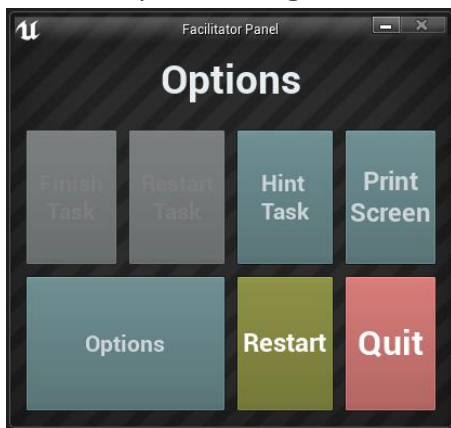 Facilitator Panel
Options
Finish
Task
Restart
Task
Hint
Task
Print
Screen
Options
Restart
Quit